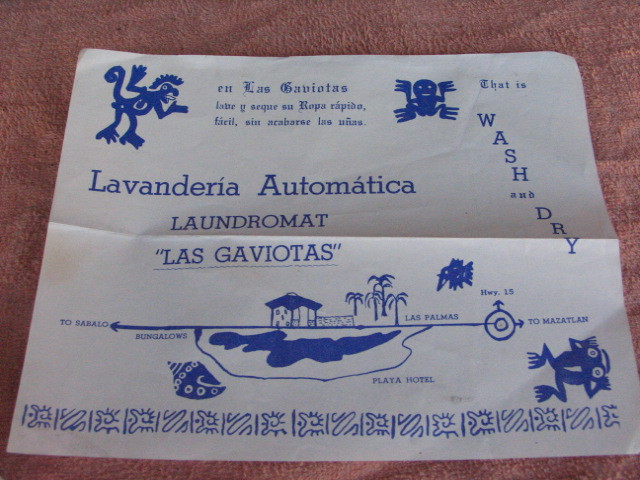 en Las Gaviotas
lave y seque su Ropa rápido,
fácil, sin acabarse las uñas.
That is
WASH
and
DRY
Lavandería Automática
LAUNDROMAT
"LAS GAVIOTAS"
Hwy. 15
TO SABALO
BUNGALOWS
LAS PALMAS
TO MAZATLAN
PLAYA HOTEL